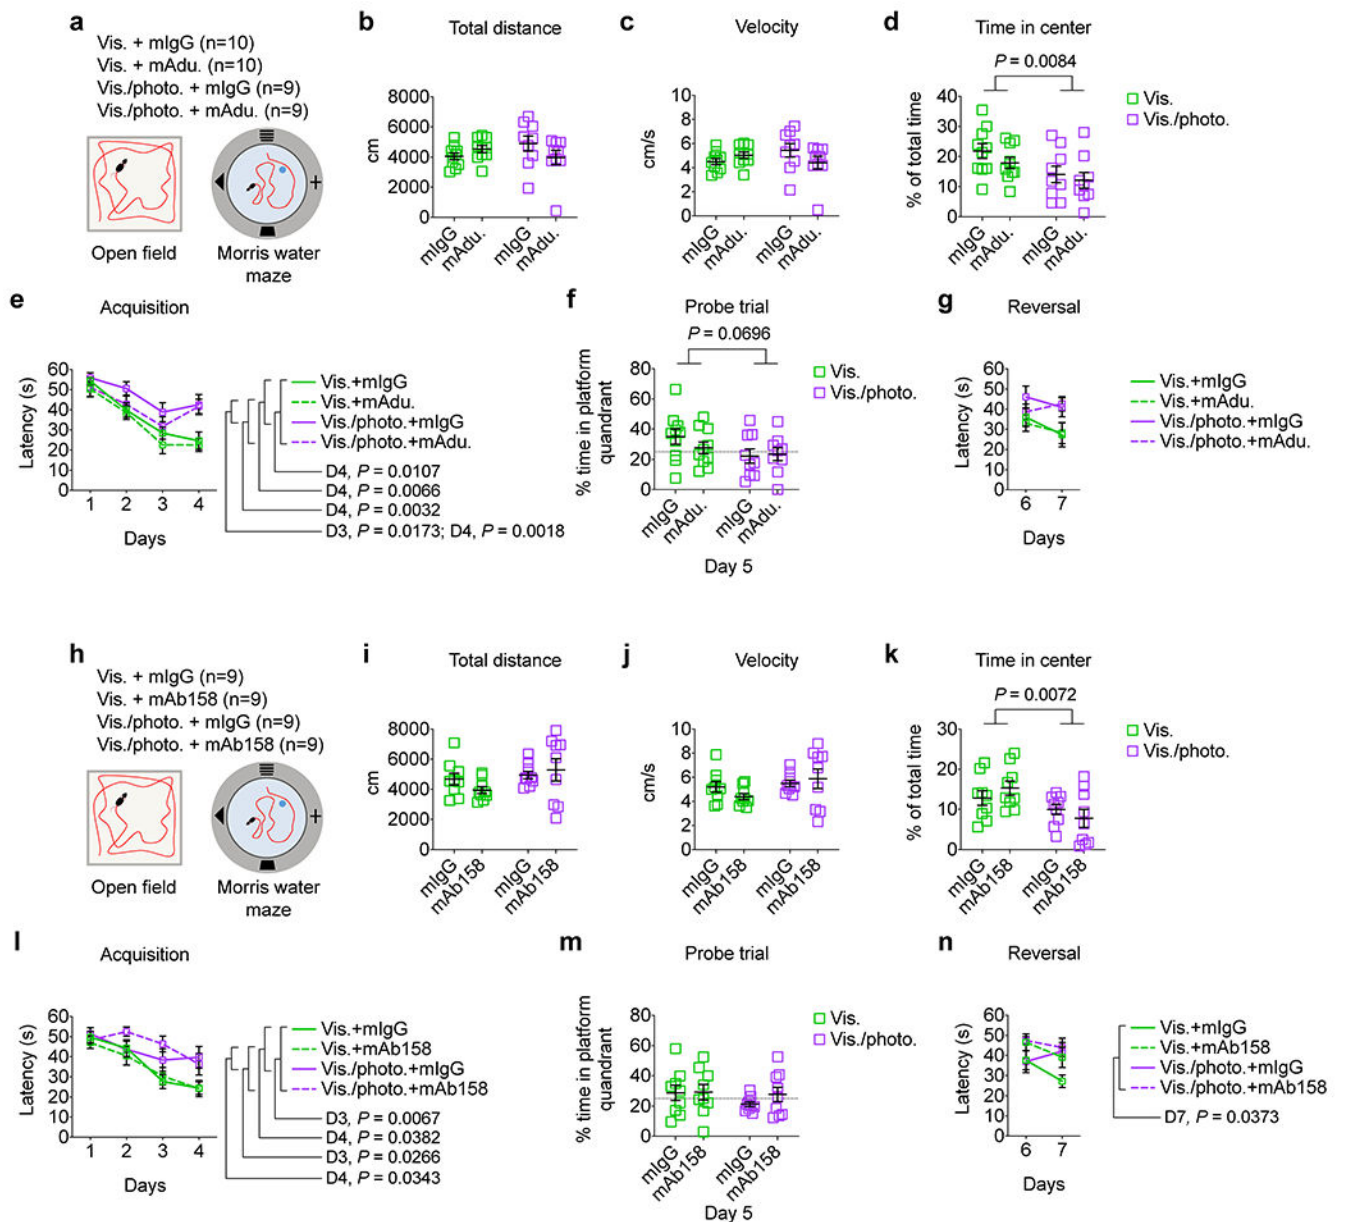 a
Vis. + mIgG (n=10)
Vis. + mAdu. (n=10)
Vis./photo. + mIgG (n=9)
Vis./photo. + mAdu. (n=9)
Open field
Morris water
maze
b
Total distance
cm
8000
6000
4000
2000
0
mIgG
mAdu.
mIgG
mAdu.
c
Velocity
cm/s
10
8
6
4
2
0
mIgG
mAdu.
mIgG
mAdu.
d
Time in center
P = 0.0084
% of total time
40
30
20
10
0
mIgG
mAdu.
mIgG
mAdu.
Vis.
Vis./photo.
e
Acquisition
Latency (s)
60
50
40
30
20
10
0
1 2 3 4
Days
Vis.+mIgG
Vis.+mAdu.
Vis./photo.+mIgG
Vis./photo.+mAdu.
D4, P = 0.0107
D4, P = 0.0066
D4, P = 0.0032
D3, P = 0.0173; D4, P = 0.0018
f
Probe trial
P = 0.0696
% time in platform
quadrant
80
60
40
20
0
mIgG
mAdu.
mIgG
mAdu.
Day 5
Vis.
Vis./photo.
g
Reversal
Latency (s)
60
50
40
30
20
10
0
6 7
Days
Vis.+mIgG
Vis.+mAdu.
Vis./photo.+mIgG
Vis./photo.+mAdu.
h
Vis. + mIgG (n=9)
Vis. + mAb158 (n=9)
Vis./photo. + mIgG (n=9)
Vis./photo. + mAb158 (n=9)
Open field
Morris water
maze
i
Total distance
cm
8000
6000
4000
2000
0
mIgG
mAb158
mIgG
mAb158
j
Velocity
cm/s
10
8
6
4
2
0
mIgG
mAb158
mIgG
mAb158
k
Time in center
P = 0.0072
% of total time
30
20
10
0
mIgG
mAb158
mIgG
mAb158
Vis.
Vis./photo.
l
Acquisition
Latency (s)
60
50
40
30
20
10
0
1 2 3 4
Days
Vis.+mIgG
Vis.+mAb158
Vis./photo.+mIgG
Vis./photo.+mAb158
D3, P = 0.0067
D4, P = 0.0382
D3, P = 0.0266
D4, P = 0.0343
m
Probe trial
% time in platform
quadrant
80
60
40
20
0
mIgG
mAb158
mIgG
mAb158
Day 5
Vis.
Vis./photo.
n
Reversal
Latency (s)
60
50
40
30
20
10
0
6 7
Days
Vis.+mIgG
Vis.+mAb158
Vis./photo.+mIgG
Vis./photo.+mAb158
D7, P = 0.0373